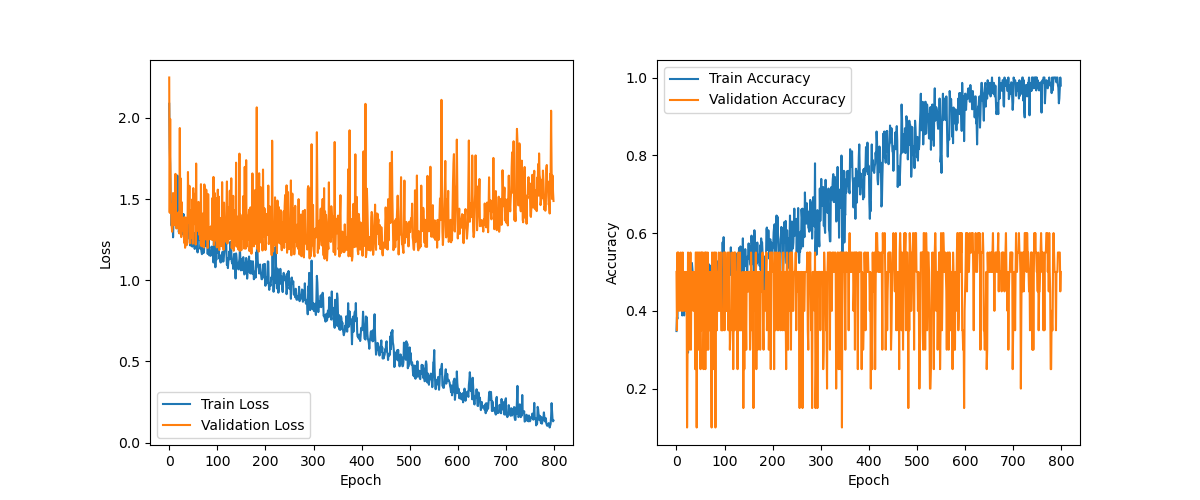 2.0
1.5
1.0
0.5
0.0
Loss
Train Loss
Validation Loss
0 100 200 300 400 500 600 700 800
Epoch
1.0
0.8
0.6
0.4
0.2
Accuracy
Train Accuracy
Validation Accuracy
0 100 200 300 400 500 600 700 800
Epoch